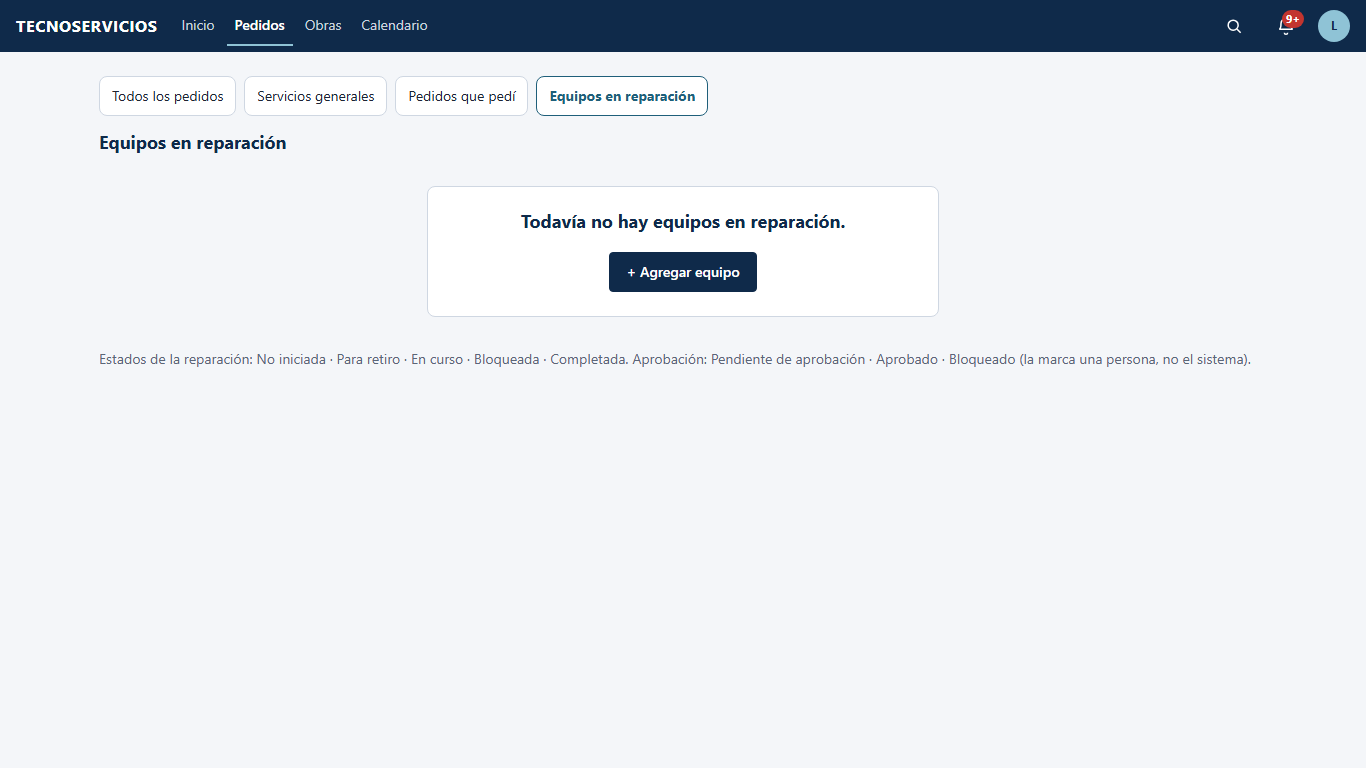 TECNOSERVICIOS Inicio Pedidos Obras Calendario 9+ L
Todos los pedidos Servicios generales Pedidos que pedí Equipos en reparación
Equipos en reparación
Todavía no hay equipos en reparación.
+ Agregar equipo
Estados de la reparación: No iniciada · Para retiro · En curso · Bloqueada · Completada. Aprobación: Pendiente de aprobación · Aprobado · Bloqueado (la marca una persona, no el sistema).